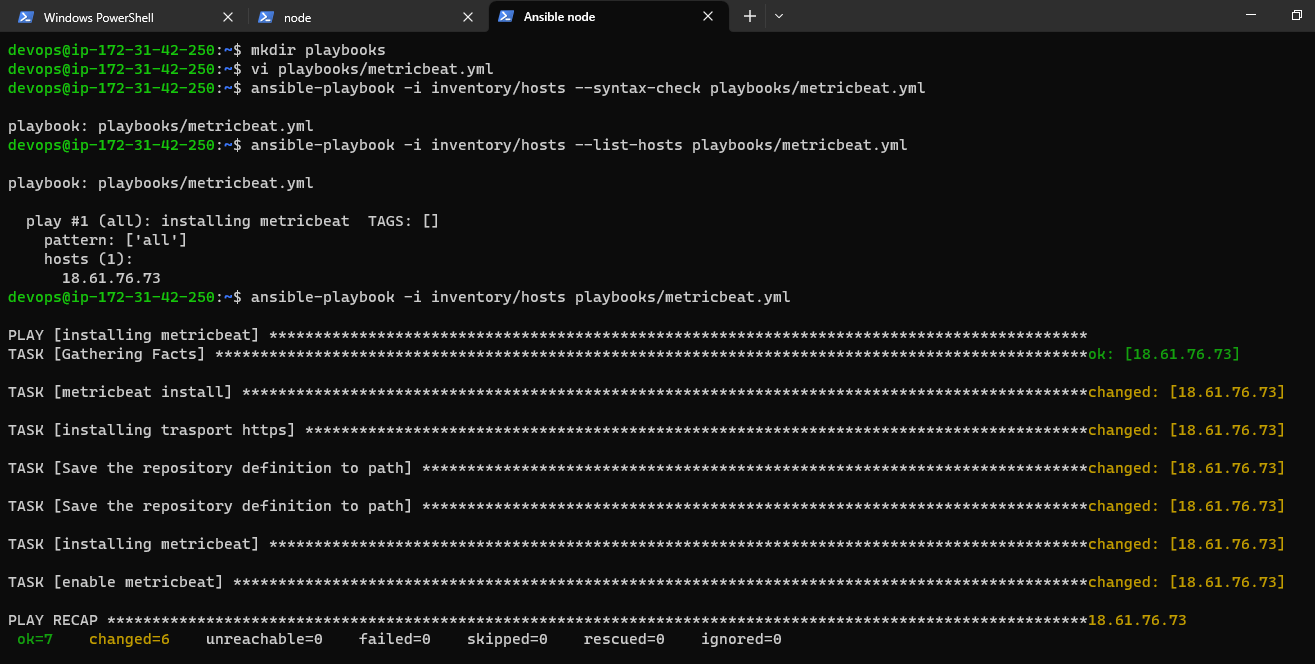 Windows PowerShell
node
Ansible node
devops@ip-172-31-42-250:~$ mkdir playbooks
devops@ip-172-31-42-250:~$ vi playbooks/metricbeat.yml
devops@ip-172-31-42-250:~$ ansible-playbook -i inventory/hosts --syntax-check playbooks/metricbeat.yml
playbook: playbooks/metricbeat.yml
devops@ip-172-31-42-250:~$ ansible-playbook -i inventory/hosts --list-hosts playbooks/metricbeat.yml
playbook: playbooks/metricbeat.yml
play #1 (all): installing metricbeat  TAGS: []
pattern: ['all']
hosts (1):
18.61.76.73
devops@ip-172-31-42-250:~$ ansible-playbook -i inventory/hosts playbooks/metricbeat.yml
PLAY [installing metricbeat] *******************************************************************************************
TASK [Gathering Facts] *************************************************************************************************ok: [18.61.76.73]
TASK [metricbeat install] **********************************************************************************************changed: [18.61.76.73]
TASK [installing trasport https] ***************************************************************************************changed: [18.61.76.73]
TASK [Save the repository definition to path] **************************************************************************changed: [18.61.76.73]
TASK [Save the repository definition to path] **************************************************************************changed: [18.61.76.73]
TASK [installing metricbeat] *******************************************************************************************changed: [18.61.76.73]
TASK [enable metricbeat] ***********************************************************************************************changed: [18.61.76.73]
PLAY RECAP *************************************************************************************************************18.61.76.73
ok=7    changed=6    unreachable=0    failed=0    skipped=0    rescued=0    ignored=0